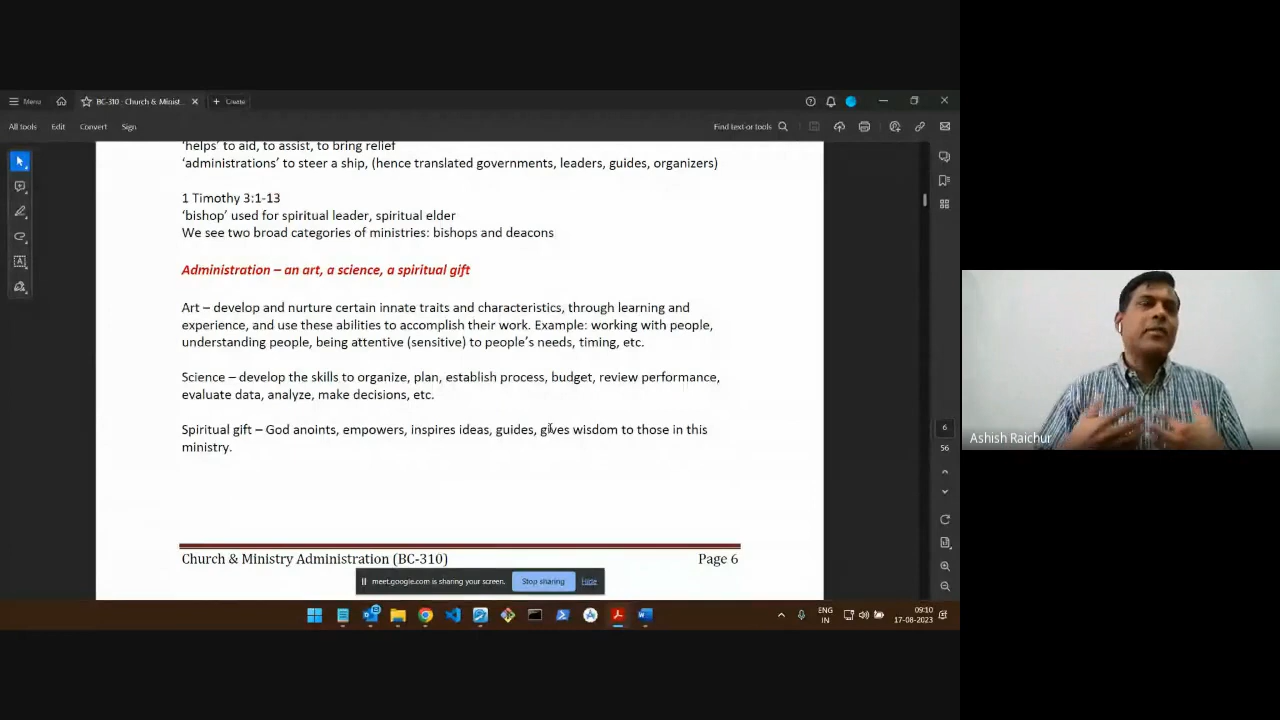 Menu
BC-310 : Church & Minist...
Create
All tools Edit Convert Sign
Find text or tools
'helps' to aid, to assist, to bring relief
'administrations' to steer a ship, (hence translated governments, leaders, guides, organizers)
1 Timothy 3:1-13
'bishop' used for spiritual leader, spiritual elder
We see two broad categories of ministries: bishops and deacons
Administration – an art, a science, a spiritual gift
Art – develop and nurture certain innate traits and characteristics, through learning and
experience, and use these abilities to accomplish their work. Example: working with people,
understanding people, being attentive (sensitive) to people's needs, timing, etc.
Science – develop the skills to organize, plan, establish process, budget, review performance,
evaluate data, analyze, make decisions, etc.
Spiritual gift – God anoints, empowers, inspires ideas, guides, gives wisdom to those in this
ministry.
6
56
Church & Ministry Administration (BC-310) Page 6
meet.google.com is sharing your screen. Stop sharing Hide
ENG
IN
09:10
17-08-2023
Ashish Raichur